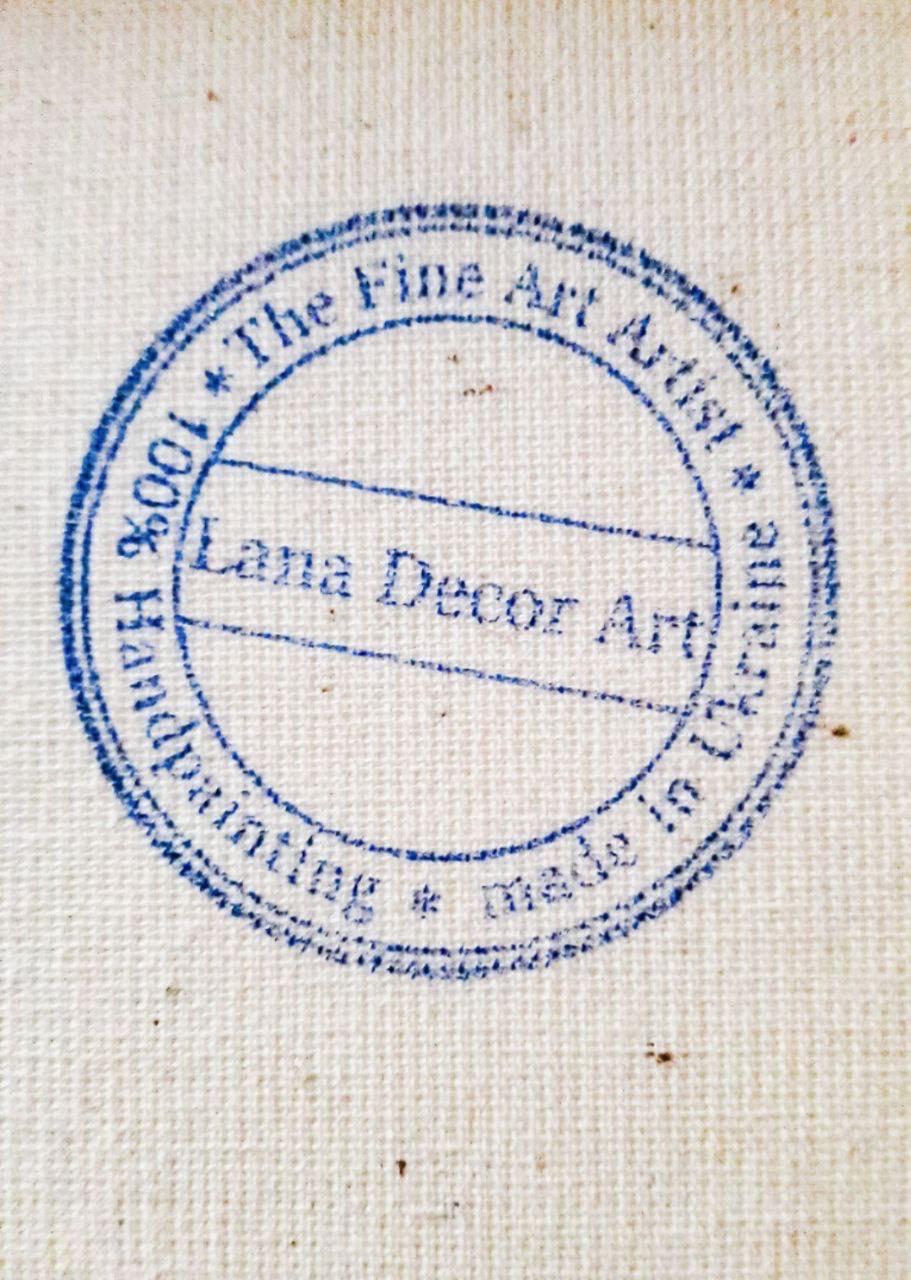 * The Fine Art Artist *
100% Handpainting * made in Ukraine
Lana Decor Art